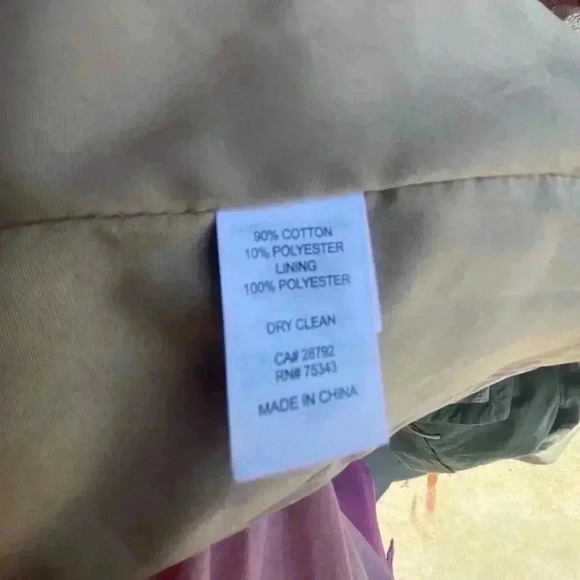 90% COTTON
10% POLYESTER
LINING
100% POLYESTER
DRY CLEAN
CA# 28792
RN# 75343
MADE IN CHINA